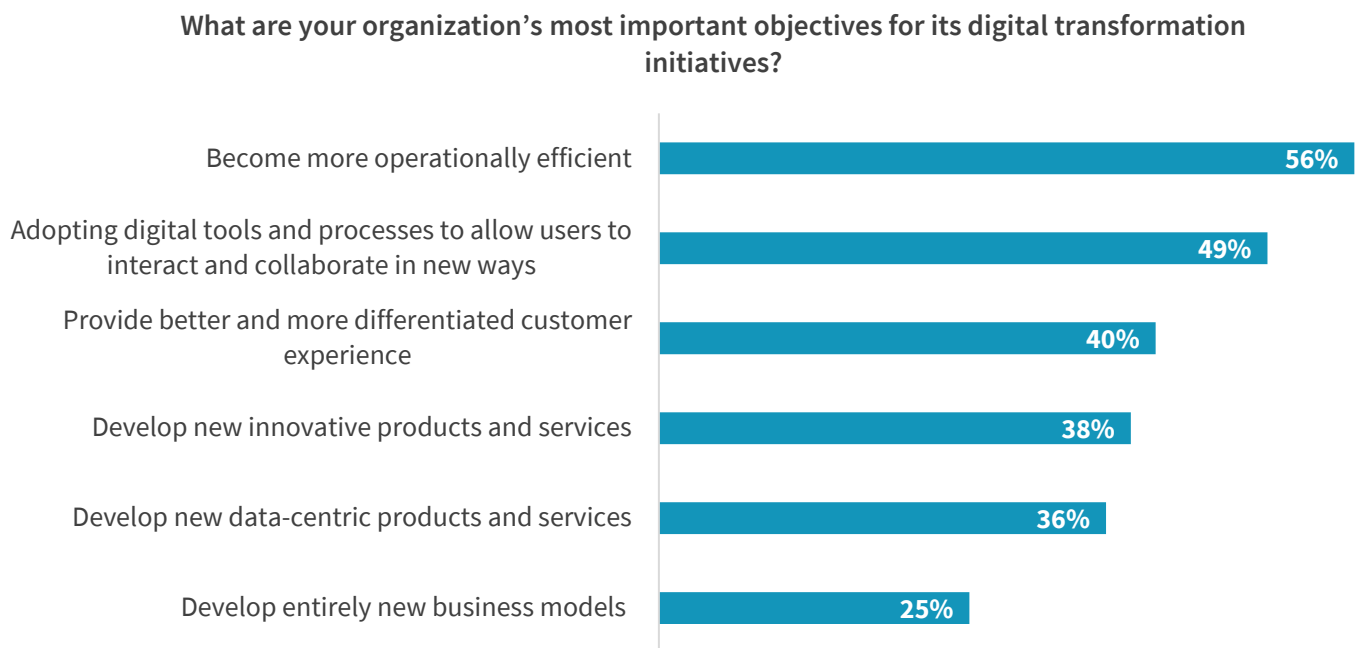 What are your organization’s most important objectives for its digital transformation
initiatives?
Become more operationally efficient
56%
Adopting digital tools and processes to allow users to
interact and collaborate in new ways
49%
Provide better and more differentiated customer
experience
40%
Develop new innovative products and services
38%
Develop new data-centric products and services
36%
Develop entirely new business models
25%